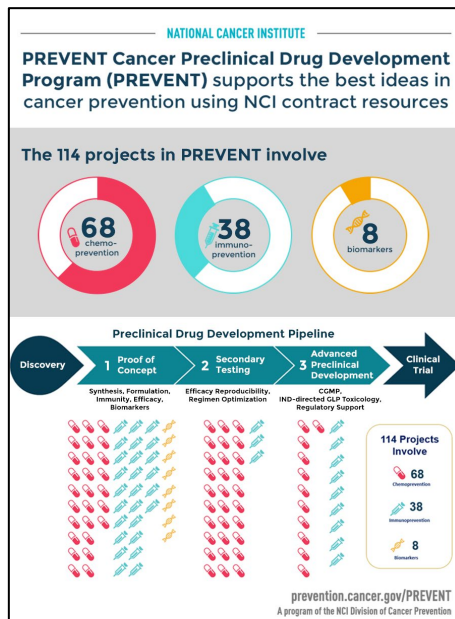 NATIONAL CANCER INSTITUTE
PREVENT Cancer Preclinical Drug Development
Program (PREVENT) supports the best ideas in
cancer prevention using NCI contract resources
The 114 projects in PREVENT involve
68
chemo-
prevention
38
immuno-
prevention
8
biomarkers
Preclinical Drug Development Pipeline
Discovery
1 Proof of
Concept
2 Secondary
Testing
3 Advanced
Preclinical
Development
Clinical
Trial
Synthesis, Formulation,
Immunity, Efficacy,
Biomarkers
Efficacy Reproducibility,
Regimen Optimization
CGMP,
IND-directed GLP Toxicology,
Regulatory Support
114 Projects
Involve
68
Chemoprevention
38
Immunoprevention
8
Biomarkers
prevention.cancer.gov/PREVENT
A program of the NCI Division of Cancer Prevention